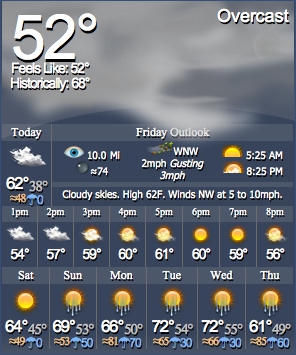 52°
Overcast
Feels Like: 52°
Historically: 68°
Today
Friday Outlook
10.0 Mi
≈74
WNW
2mph Gusting
3mph
5:25 AM
8:25 PM
62° 38°
≈48 0
Cloudy skies. High 62F. Winds NW at 5 to 10mph.
1pm 2pm 3pm 4pm 5pm 6pm 7pm 8pm
54° 57° 59° 60° 61° 60° 59° 56°
Sat Sun Mon Tue Wed Thu
64° 45° 69° 53° 66° 50° 72° 54° 72° 55° 61° 49°
≈49 0 ≈53 50 ≈81 70 ≈65 30 ≈66 30 ≈85 60